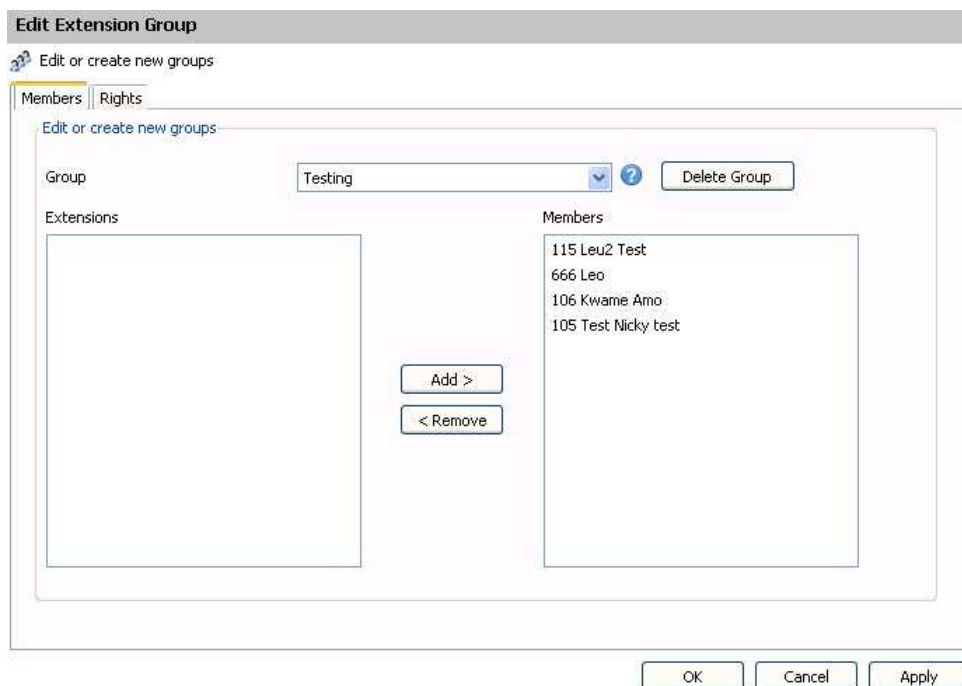 Edit Extension Group
Edit or create new groups
Members Rights
Edit or create new groups
Group Testing Delete Group
Extensions Members
115 Leu2 Test
666 Leo
106 Kwame Amo
105 Test Nicky test
Add >
< Remove
OK Cancel Apply